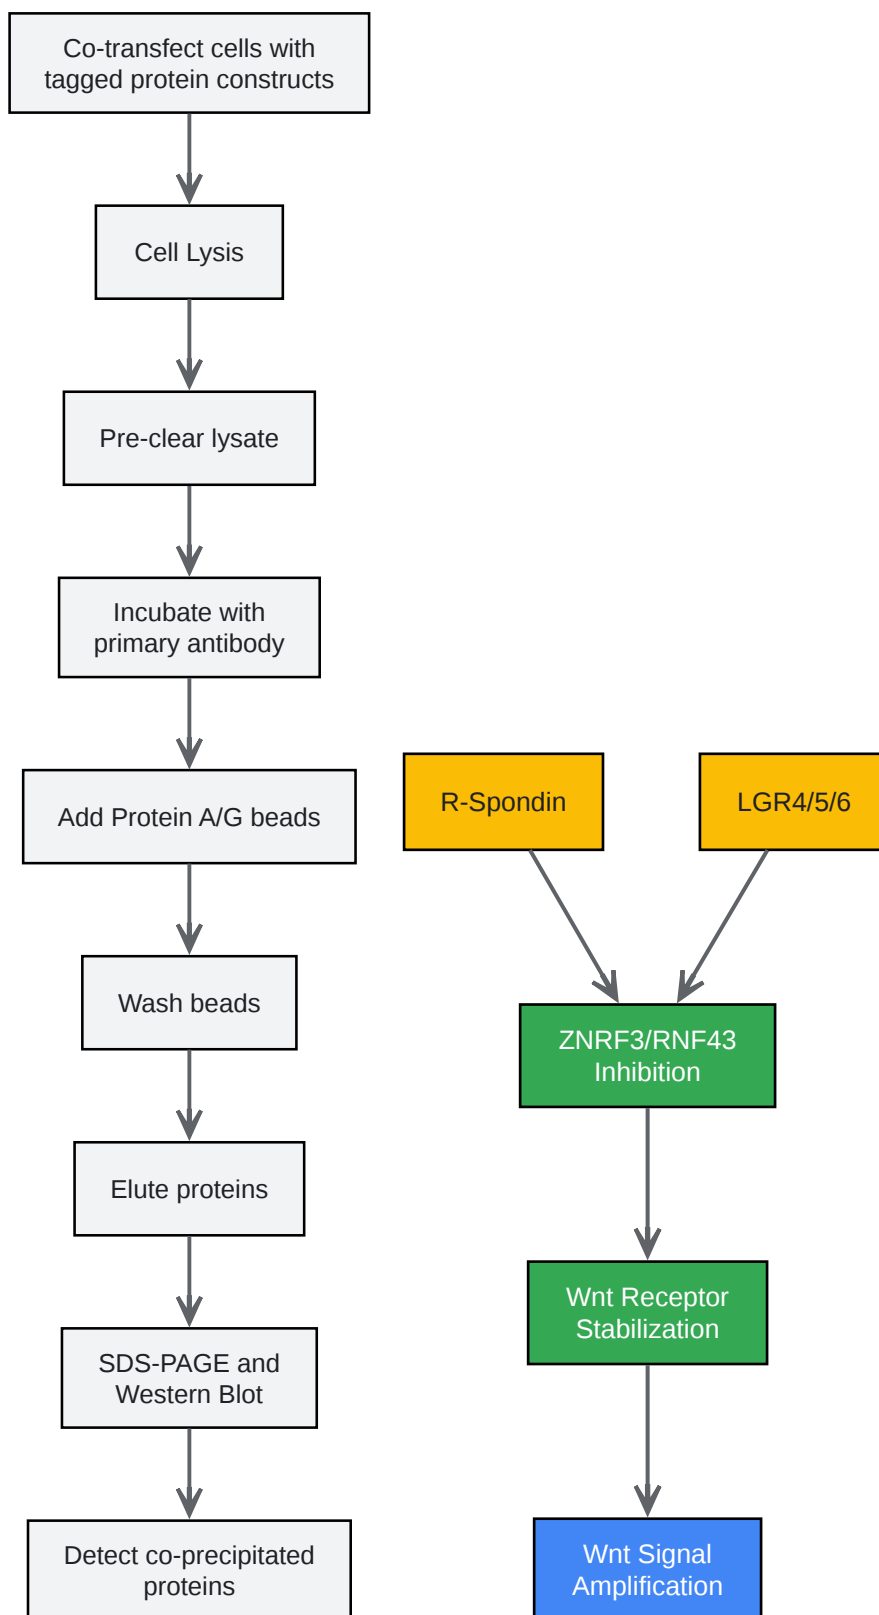 Co-transfect cells with
tagged protein constructs
Cell Lysis
Pre-clear lysate
Incubate with
primary antibody
Add Protein A/G beads
Wash beads
Elute proteins
SDS-PAGE and
Western Blot
Detect co-precipitated
proteins
R-Spondin
LGR4/5/6
ZNRF3/RNF43
Inhibition
Wnt Receptor
Stabilization
Wnt Signal
Amplification